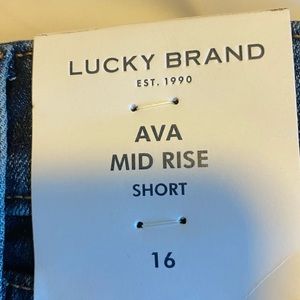 LUCKY BRAND
EST. 1990
AVA
MID RISE
SHORT
16